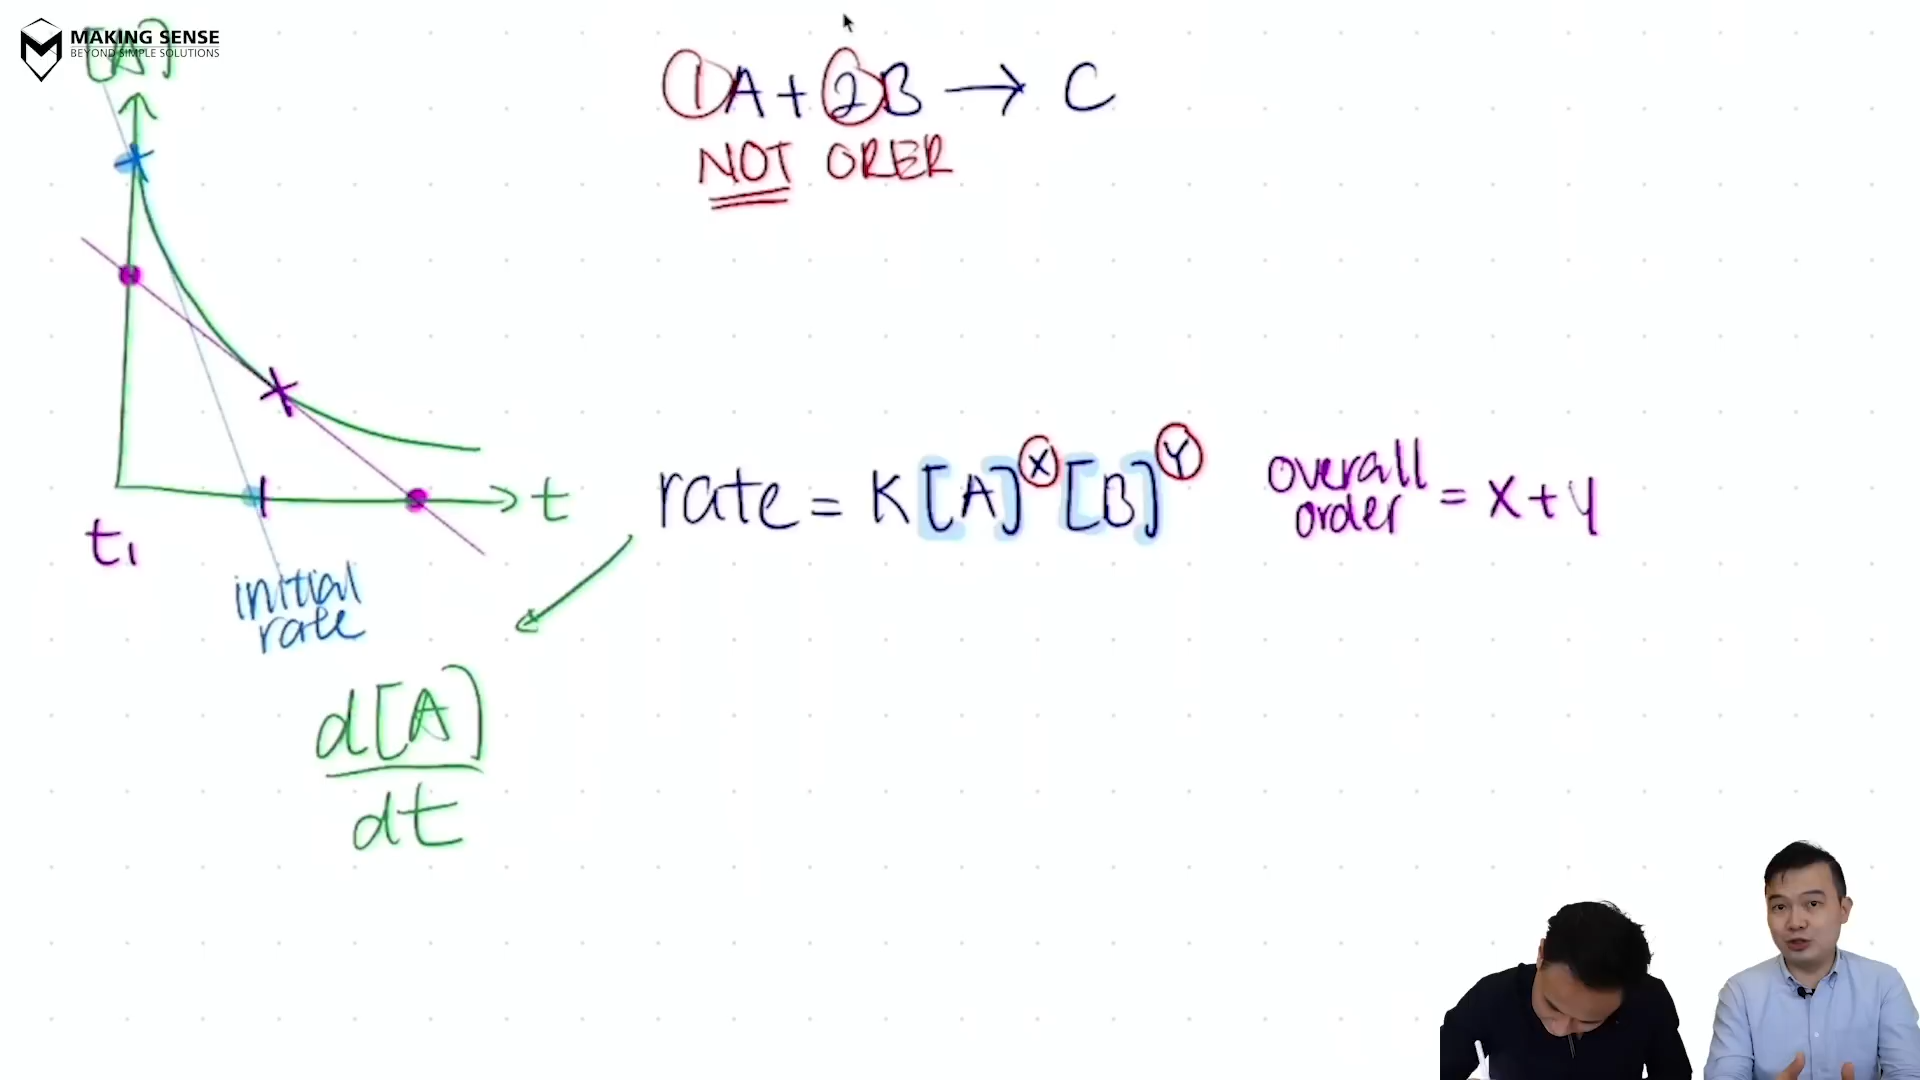 MAKING SENSE
BEYOND SIMPLE SOLUTIONS
[A]
1A + 2B → C
NOT ORER
rate = K[A]^X[B]^Y
overall order = x + y
t
t1
initial rate
d[A]
dt